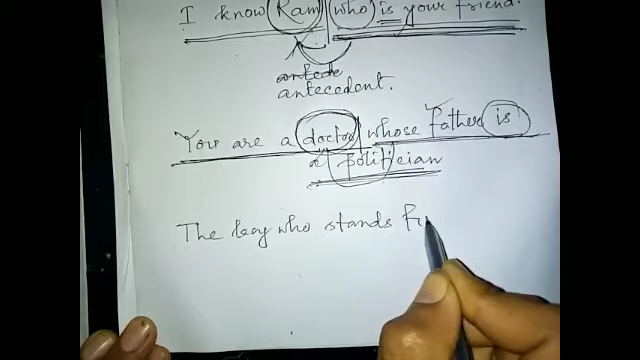 I know Ram who is your friend.
antede
antecedent.
You are a doctor whose Father is
a politician
The boy who stands Fi